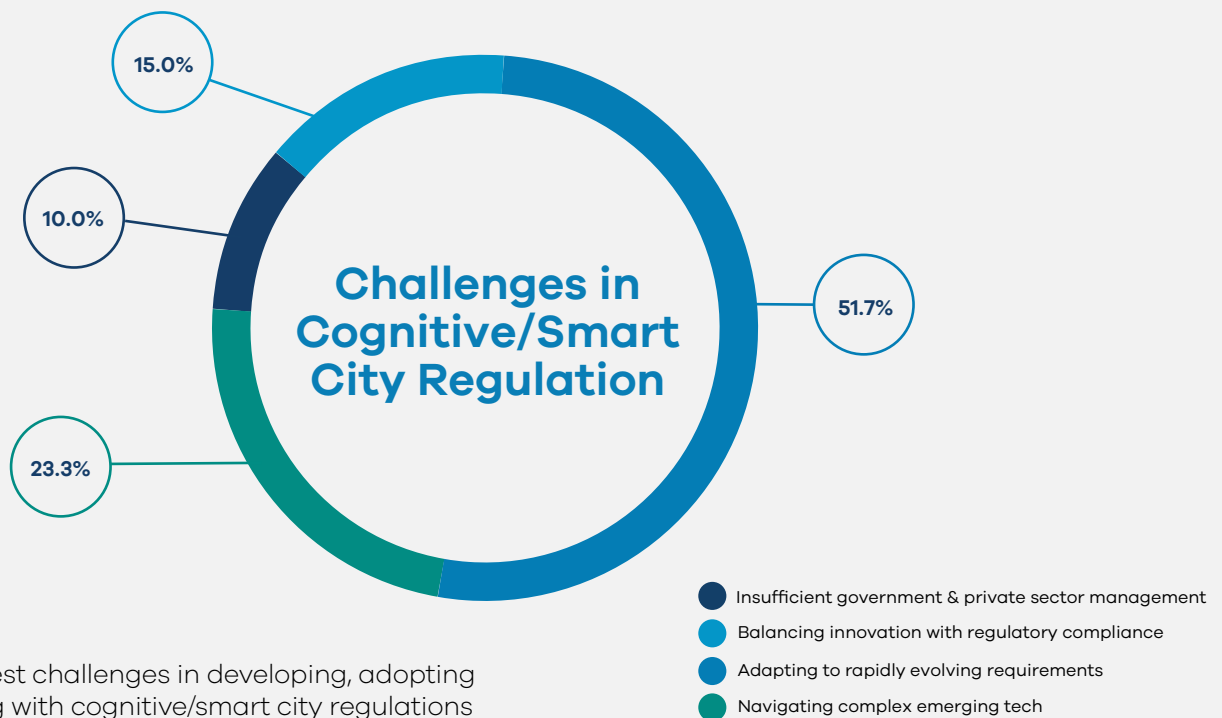 15.0%
10.0%
Challenges in
Cognitive/Smart
City Regulation
51.7%
23.3%
Insufficient government & private sector management
Balancing innovation with regulatory compliance
Adapting to rapidly evolving requirements
Navigating complex emerging tech
challenges in developing, adopting
with cognitive/smart city regulations